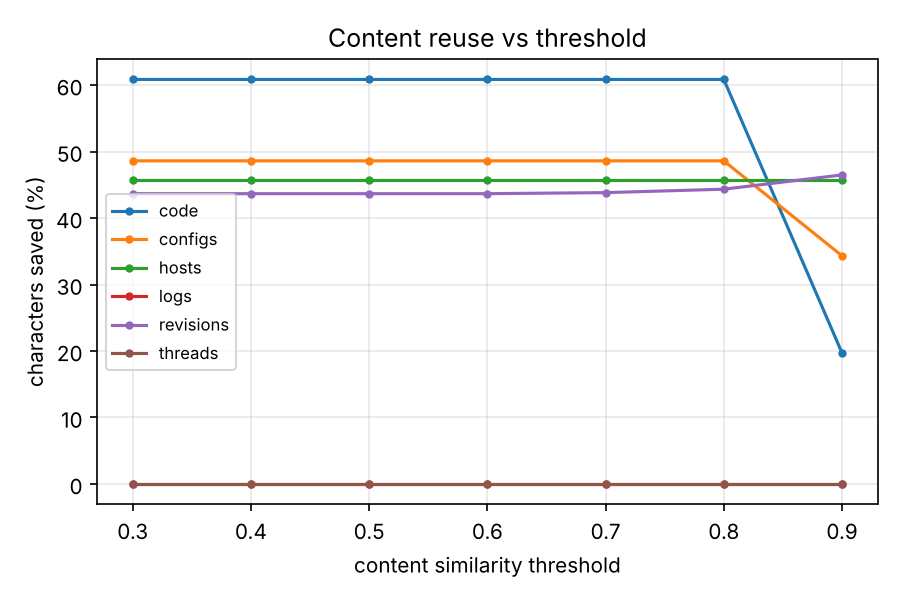 Content reuse vs threshold
characters saved (%)
60
50
40
30
20
10
0
code
configs
hosts
logs
revisions
threads
0.3 0.4 0.5 0.6 0.7 0.8 0.9
content similarity threshold